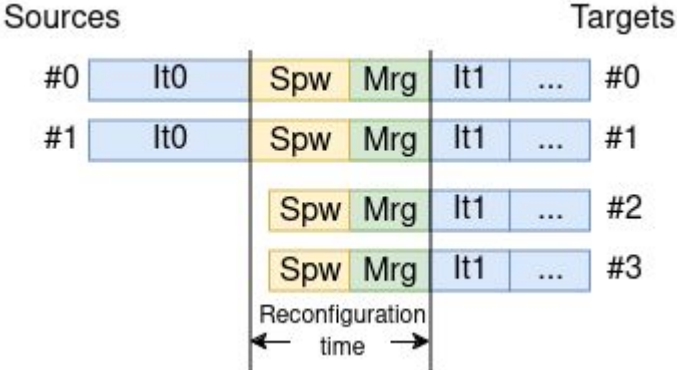 Sources Targets
#0 It0 Spw Mrg It1 ... #0
#1 It0 Spw Mrg It1 ... #1
Spw Mrg It1 ... #2
Spw Mrg It1 ... #3
Reconfiguration
time